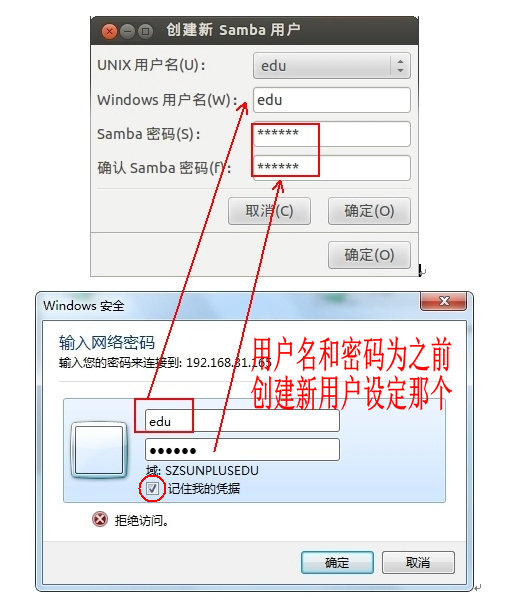 创建新 Samba 用户
UNIX 用户名(U)：
edu
Windows 用户名(W)：
edu
Samba 密码(S)：
******
确认 Samba 密码(f)：
******
取消(C)
确定(O)
确定(O)
Windows 安全
输入网络密码
输入您的密码来连接到: 192.168.31.165
用户名和密码为之前
创建新用户设定那个
edu
●●●●●●
域: SZSUNPLUSEDU
记住我的凭据
拒绝访问。
确定
取消